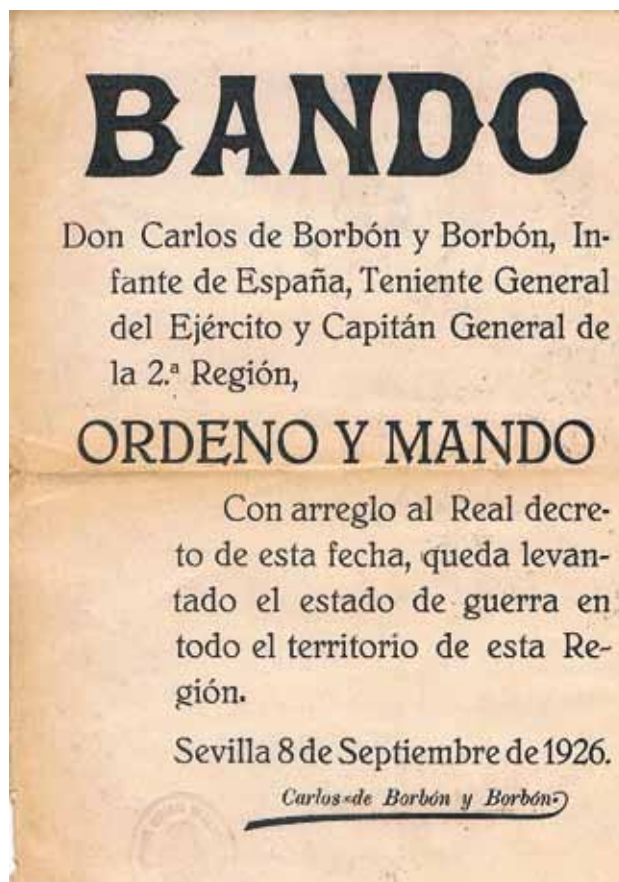 BANDO
Don Carlos de Borbón y Borbón, In-
fante de España, Teniente General
del Ejército y Capitán General de
la 2.ª Región,
ORDENO Y MANDO
Con arreglo al Real decre-
to de esta fecha, queda levan-
tado el estado de guerra en
todo el territorio de esta Re-
gión.
Sevilla 8 de Septiembre de 1926.
Carlos de Borbón y Borbón